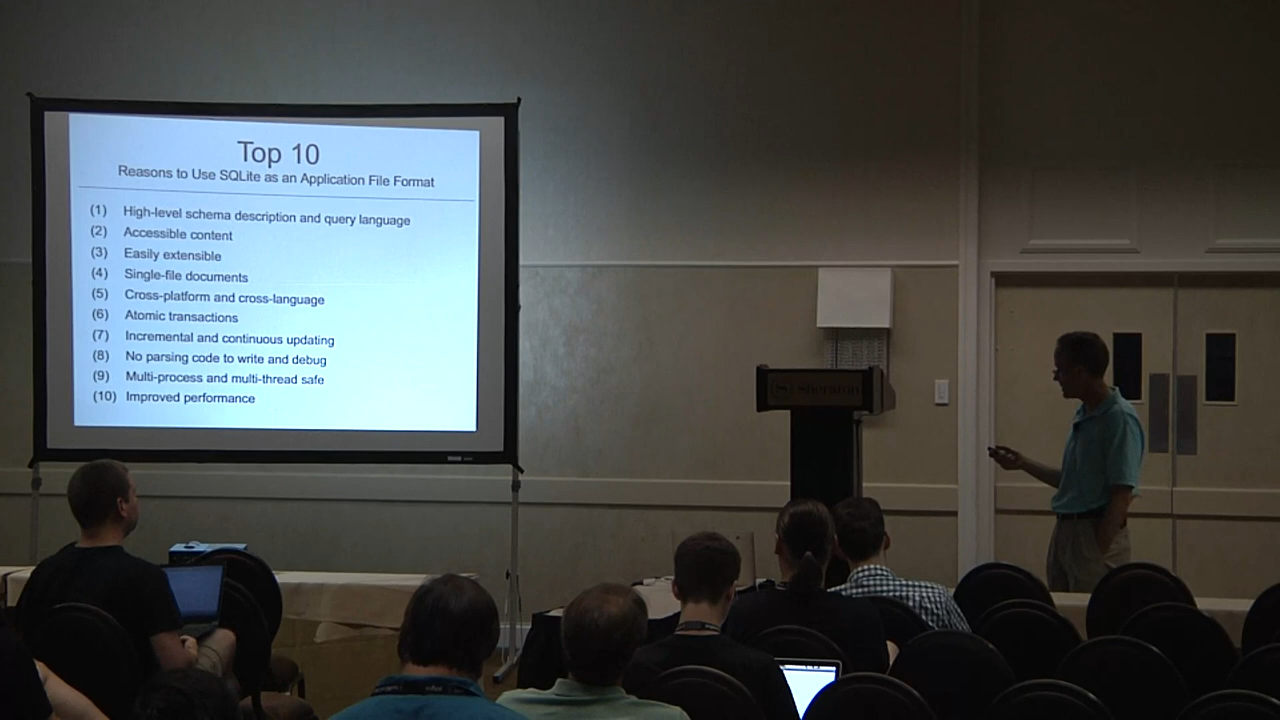 Top 10
Reasons to Use SQLite as an Application File Format
(1) High-level schema description and query language
(2) Accessible content
(3) Easily extensible
(4) Single-file documents
(5) Cross-platform and cross-language
(6) Atomic transactions
(7) Incremental and continuous updating
(8) No parsing code to write and debug
(9) Multi-process and multi-thread safe
(10) Improved performance
Sheraton